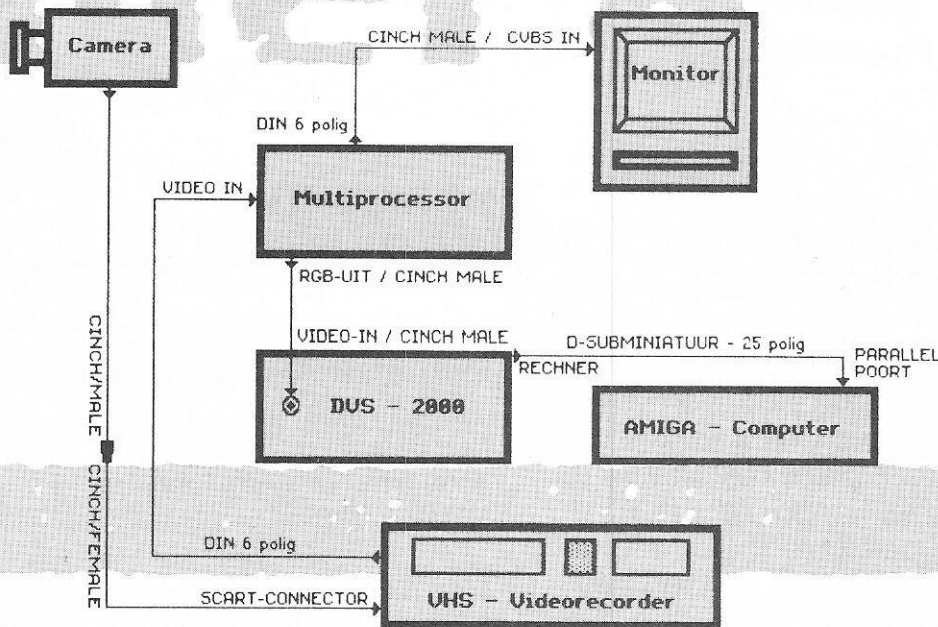 CINCH MALE / CVBS IN
Camera
Monitor
DIN 6 polig
VIDEO IN
Multiprocessor
RGB-UIT / CINCH MALE
CINCH/MALE
VIDEO-IN / CINCH MALE
D-SUBMINIATUUR - 25 polig
RECHNER
PARALLEL
POORT
DVS - 2000
AMIGA - Computer
CINCH/FEMALE
DIN 6 polig
SCART-CONNECTOR
VHS - Videorecorder